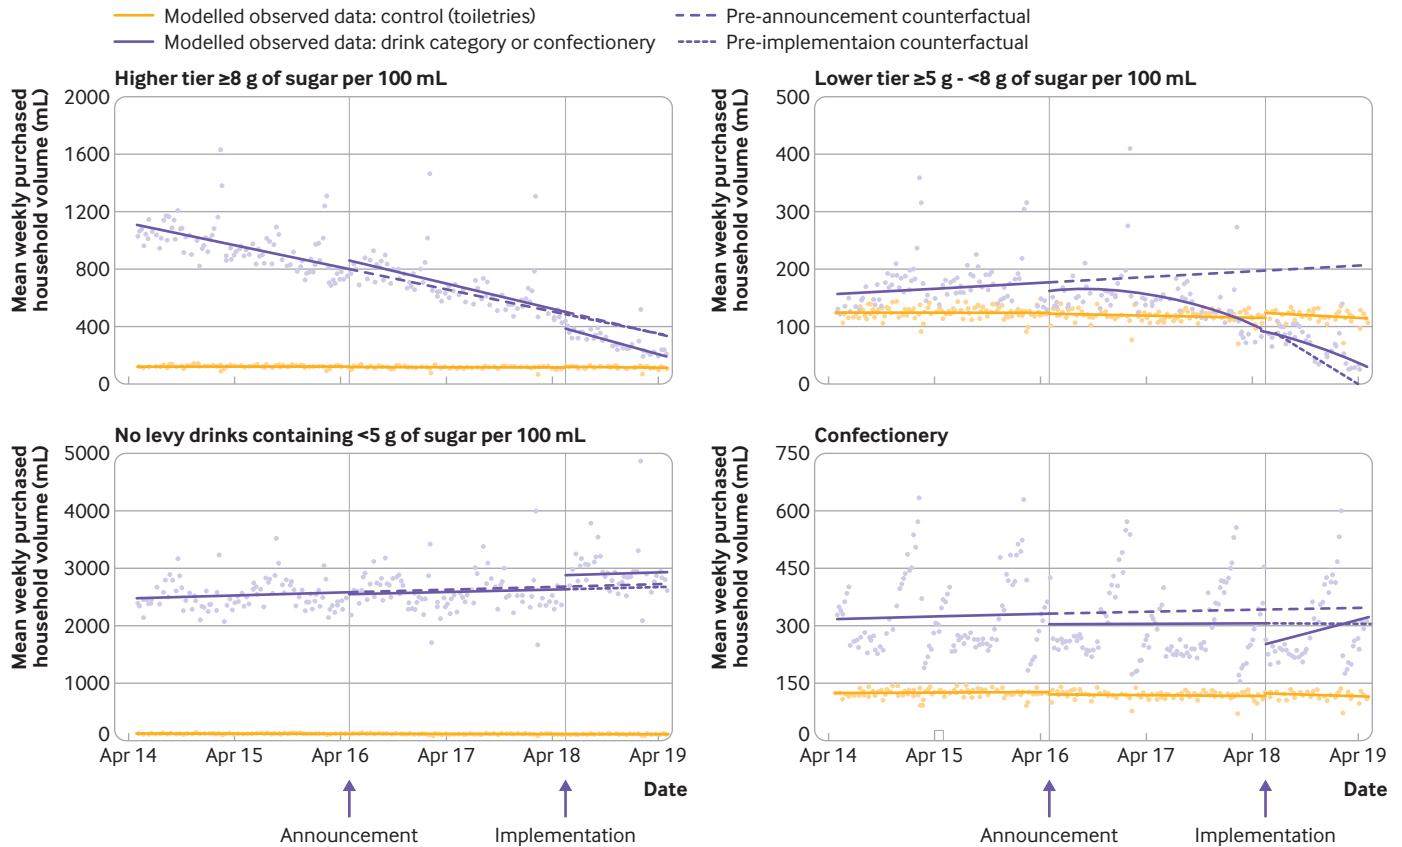 Modelled observed data: control (toiletries)
Pre-announcement counterfactual
Modelled observed data: drink category or confectionery
Pre-implementaion counterfactual
Higher tier ≥8 g of sugar per 100 mL
Mean weekly purchased
household volume (mL)
2000
1600
1200
800
400
0
Lower tier ≥5 g - <8 g of sugar per 100 mL
Mean weekly purchased
household volume (mL)
500
400
300
200
100
0
No levy drinks containing <5 g of sugar per 100 mL
Mean weekly purchased
household volume (mL)
5000
4000
3000
2000
1000
0
Apr 14 Apr 15 Apr 16 Apr 17 Apr 18 Apr 19
Date
Announcement Implementation
Confectionery
Mean weekly purchased
household volume (mL)
750
600
450
300
150
0
Apr 14 Apr 15 Apr 16 Apr 17 Apr 18 Apr 19
Date
Announcement Implementation